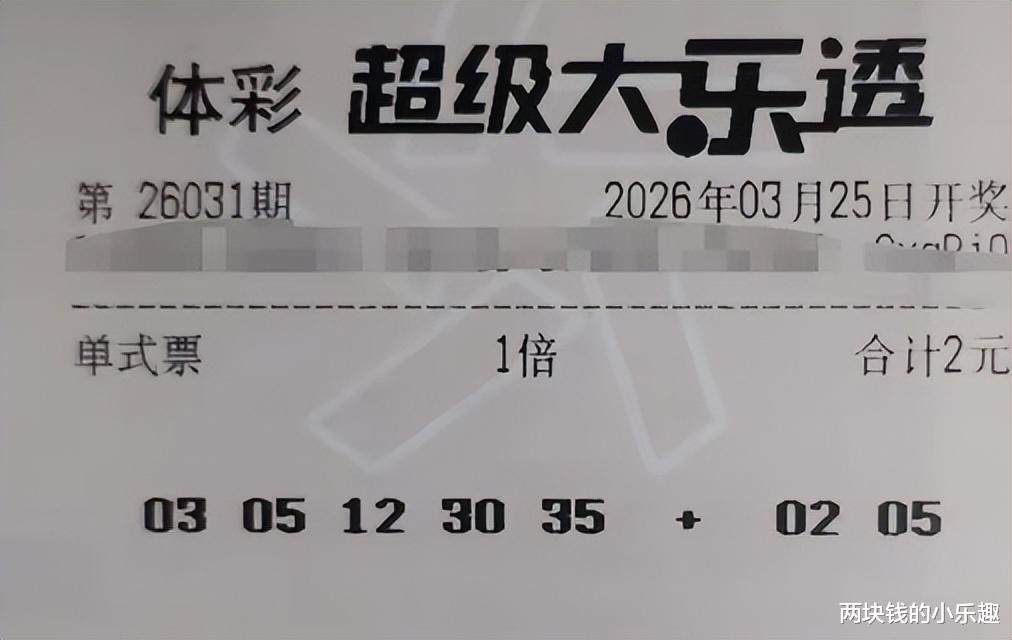 体彩 超级大乐透
第 26031期 2026年03月25日开奖
单式票 1倍 合计2元
03 05 12 30 35 + 02 05
两块钱的小乐趣